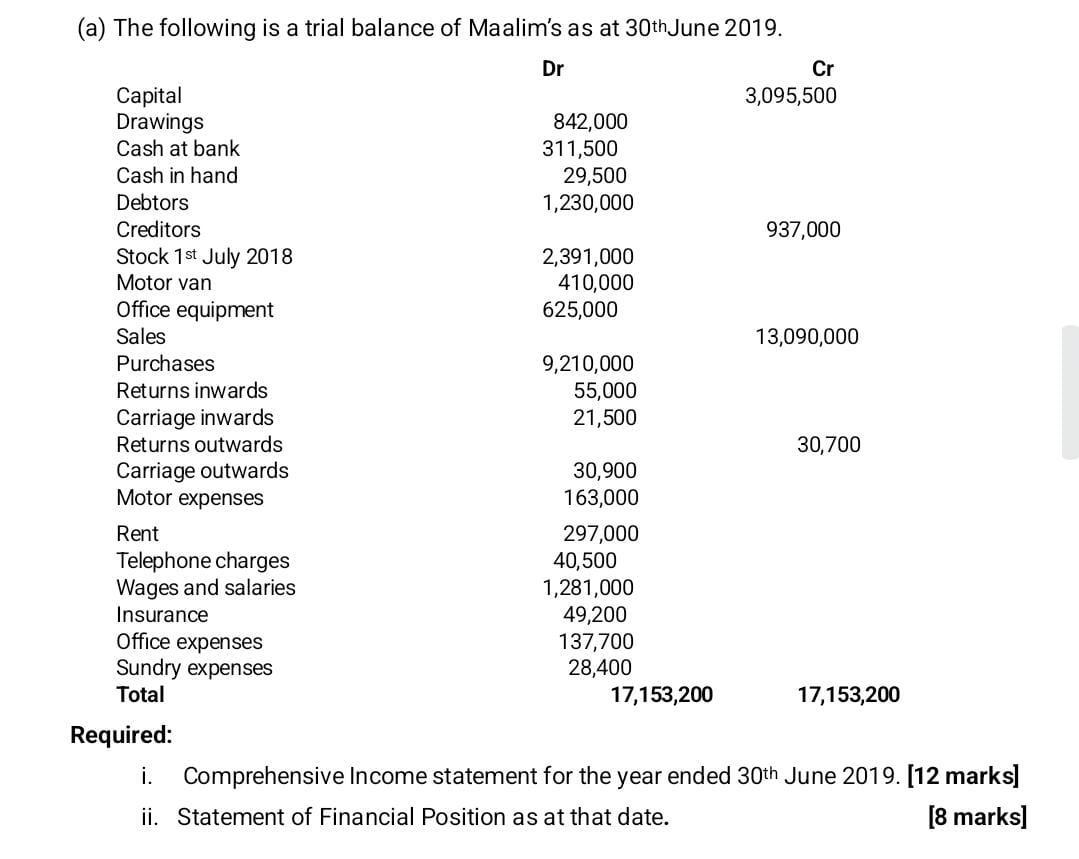 (a) The following is a trial balance of Maalim's as at 30thJune 2019.
Dr Cr
Capital 3,095,500
Drawings 842,000
Cash at bank 311,500
Cash in hand 29,500
Debtors 1,230,000
Creditors 937,000
Stock 1st July 2018 2,391,000
Motor van 410,000
Office equipment 625,000
Sales 13,090,000
Purchases 9,210,000
Returns inwards 55,000
Carriage inwards 21,500
Returns outwards 30,700
Carriage outwards 30,900
Motor expenses 163,000
Rent 297,000
Telephone charges 40,500
Wages and salaries 1,281,000
Insurance 49,200
Office expenses 137,700
Sundry expenses 28,400
Total 17,153,200 17,153,200
Required:
i. Comprehensive Income statement for the year ended 30th June 2019. [12 marks]
ii. Statement of Financial Position as at that date. [8 marks]